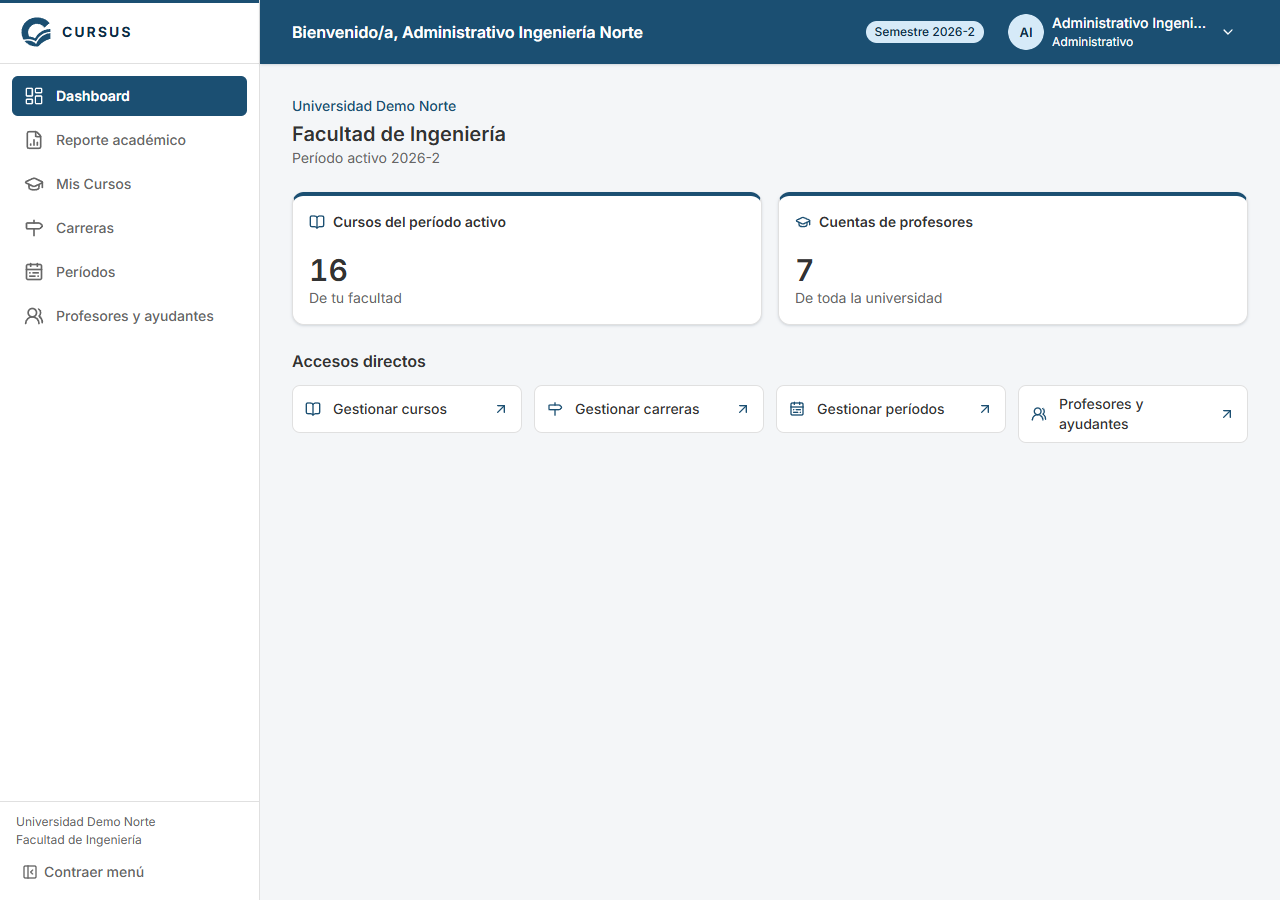 CURSUS
Bienvenido/a, Administrativo Ingeniería Norte
Semestre 2026-2
AI
Administrativo Ingeni...
Administrativo
Dashboard
Reporte académico
Mis Cursos
Carreras
Períodos
Profesores y ayudantes
Universidad Demo Norte
Facultad de Ingeniería
Período activo 2026-2
Cursos del período activo
16
De tu facultad
Cuentas de profesores
7
De toda la universidad
Accesos directos
Gestionar cursos
Gestionar carreras
Gestionar períodos
Profesores y
ayudantes
Universidad Demo Norte
Facultad de Ingeniería
Contraer menú